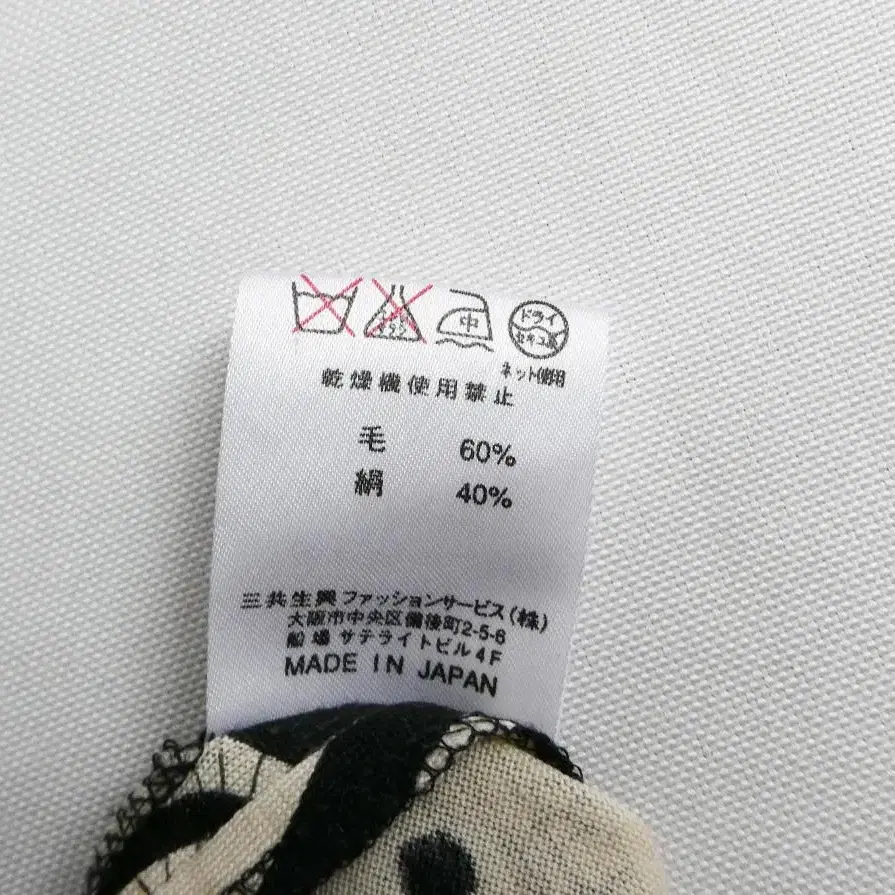 中 ドライ
セキユ系
ネット使用
乾燥機使用禁止
毛 60%
絹 40%
三共生興ファッションサービス(株)
大阪市中央区備後町2-5-6
船場サテライトビル4F
MADE IN JAPAN